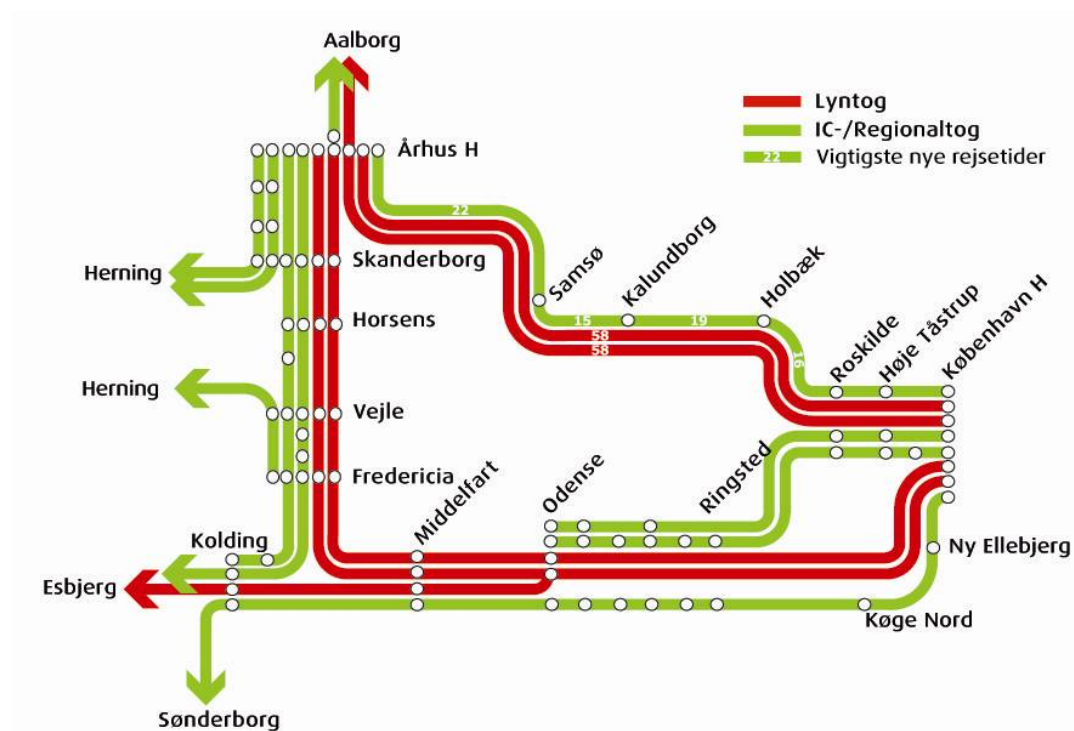 Aalborg
Lyntog
IC-/Regionaltog
22 Vigtigste nye rejsetider
Århus H
22
Skanderborg
Herning
Samsø
Kalundborg
Holbæk
Horsens
15
19
58
58
16
Roskilde
Høje Tåstrup
København H
Herning
Vejle
Fredericia
Middelfart
Odense
Ringsted
Kolding
Ny Ellebjerg
Esbjerg
Køge Nord
Sønderborg